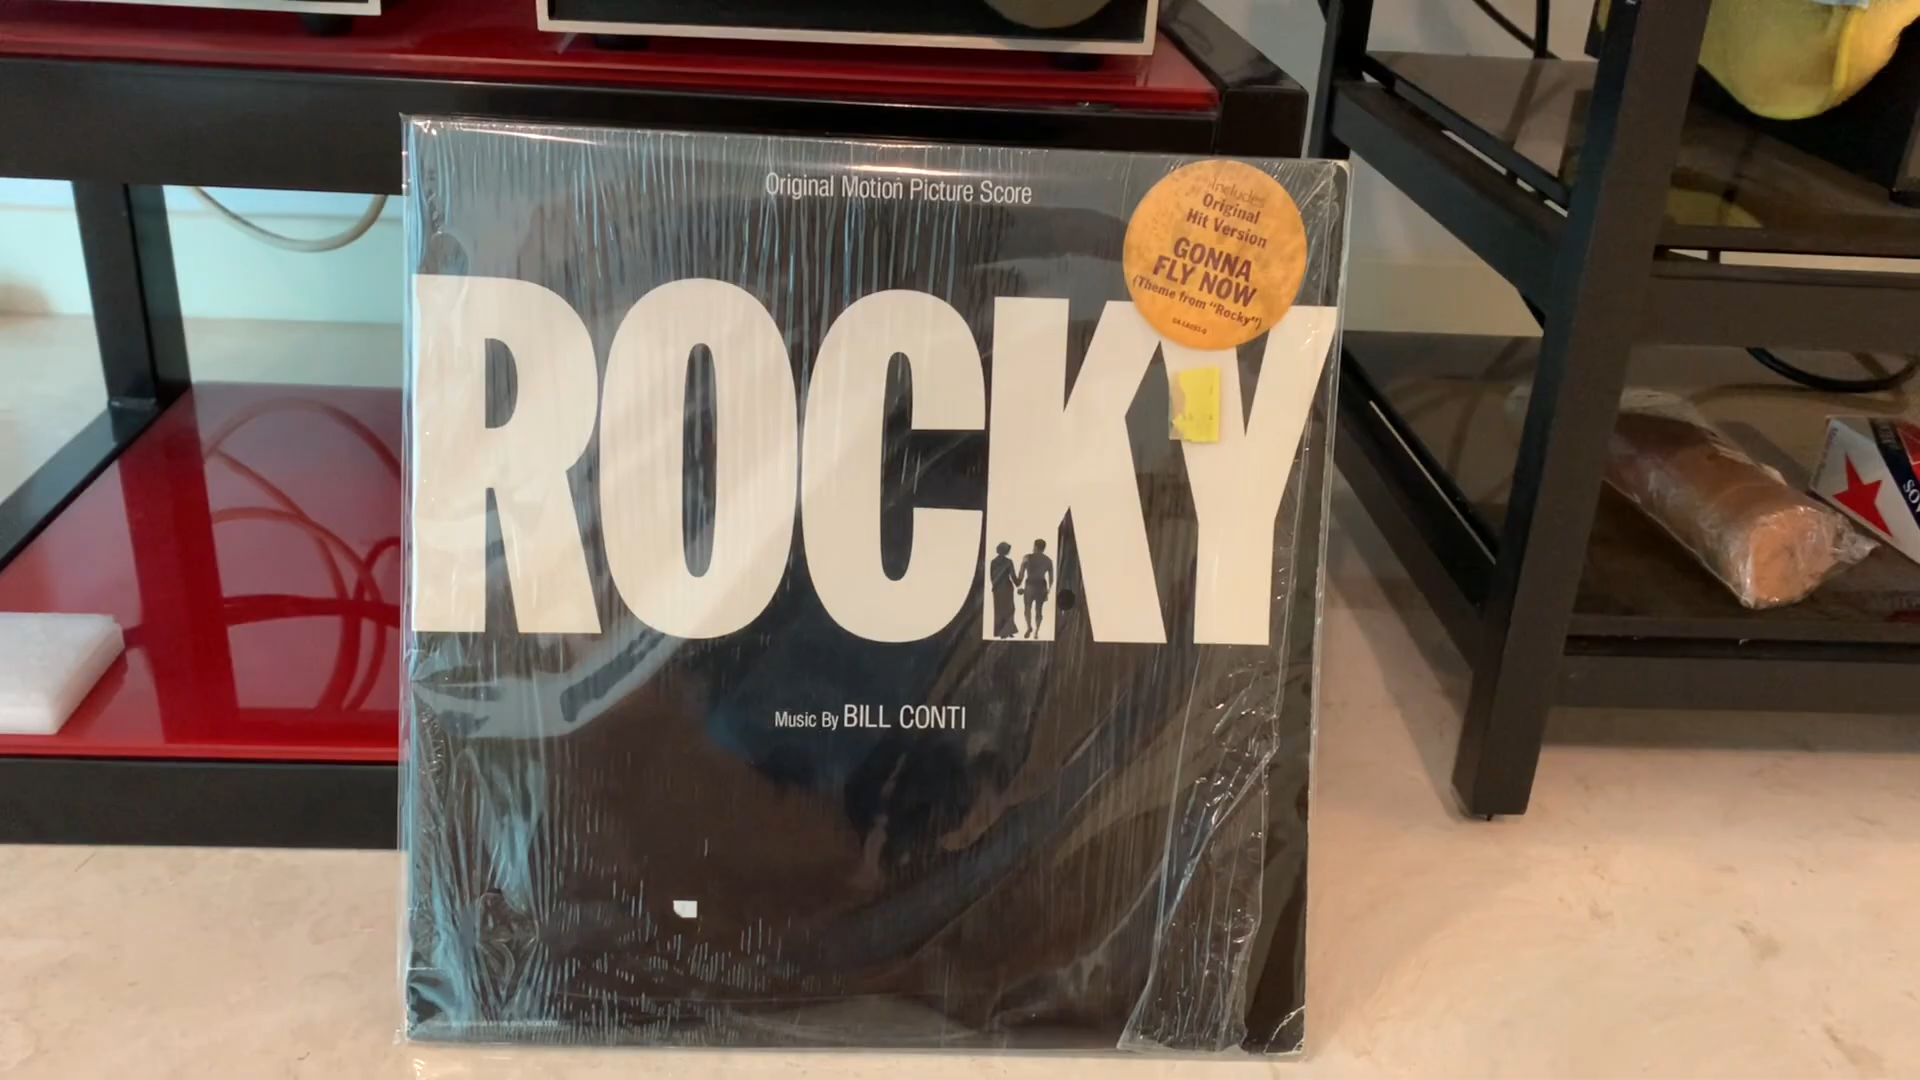 Original Motion Picture Score
includes
Original
Hit Version
GONNA
FLY NOW
(Theme from "Rocky")
ROCKY
Music By BILL CONTI